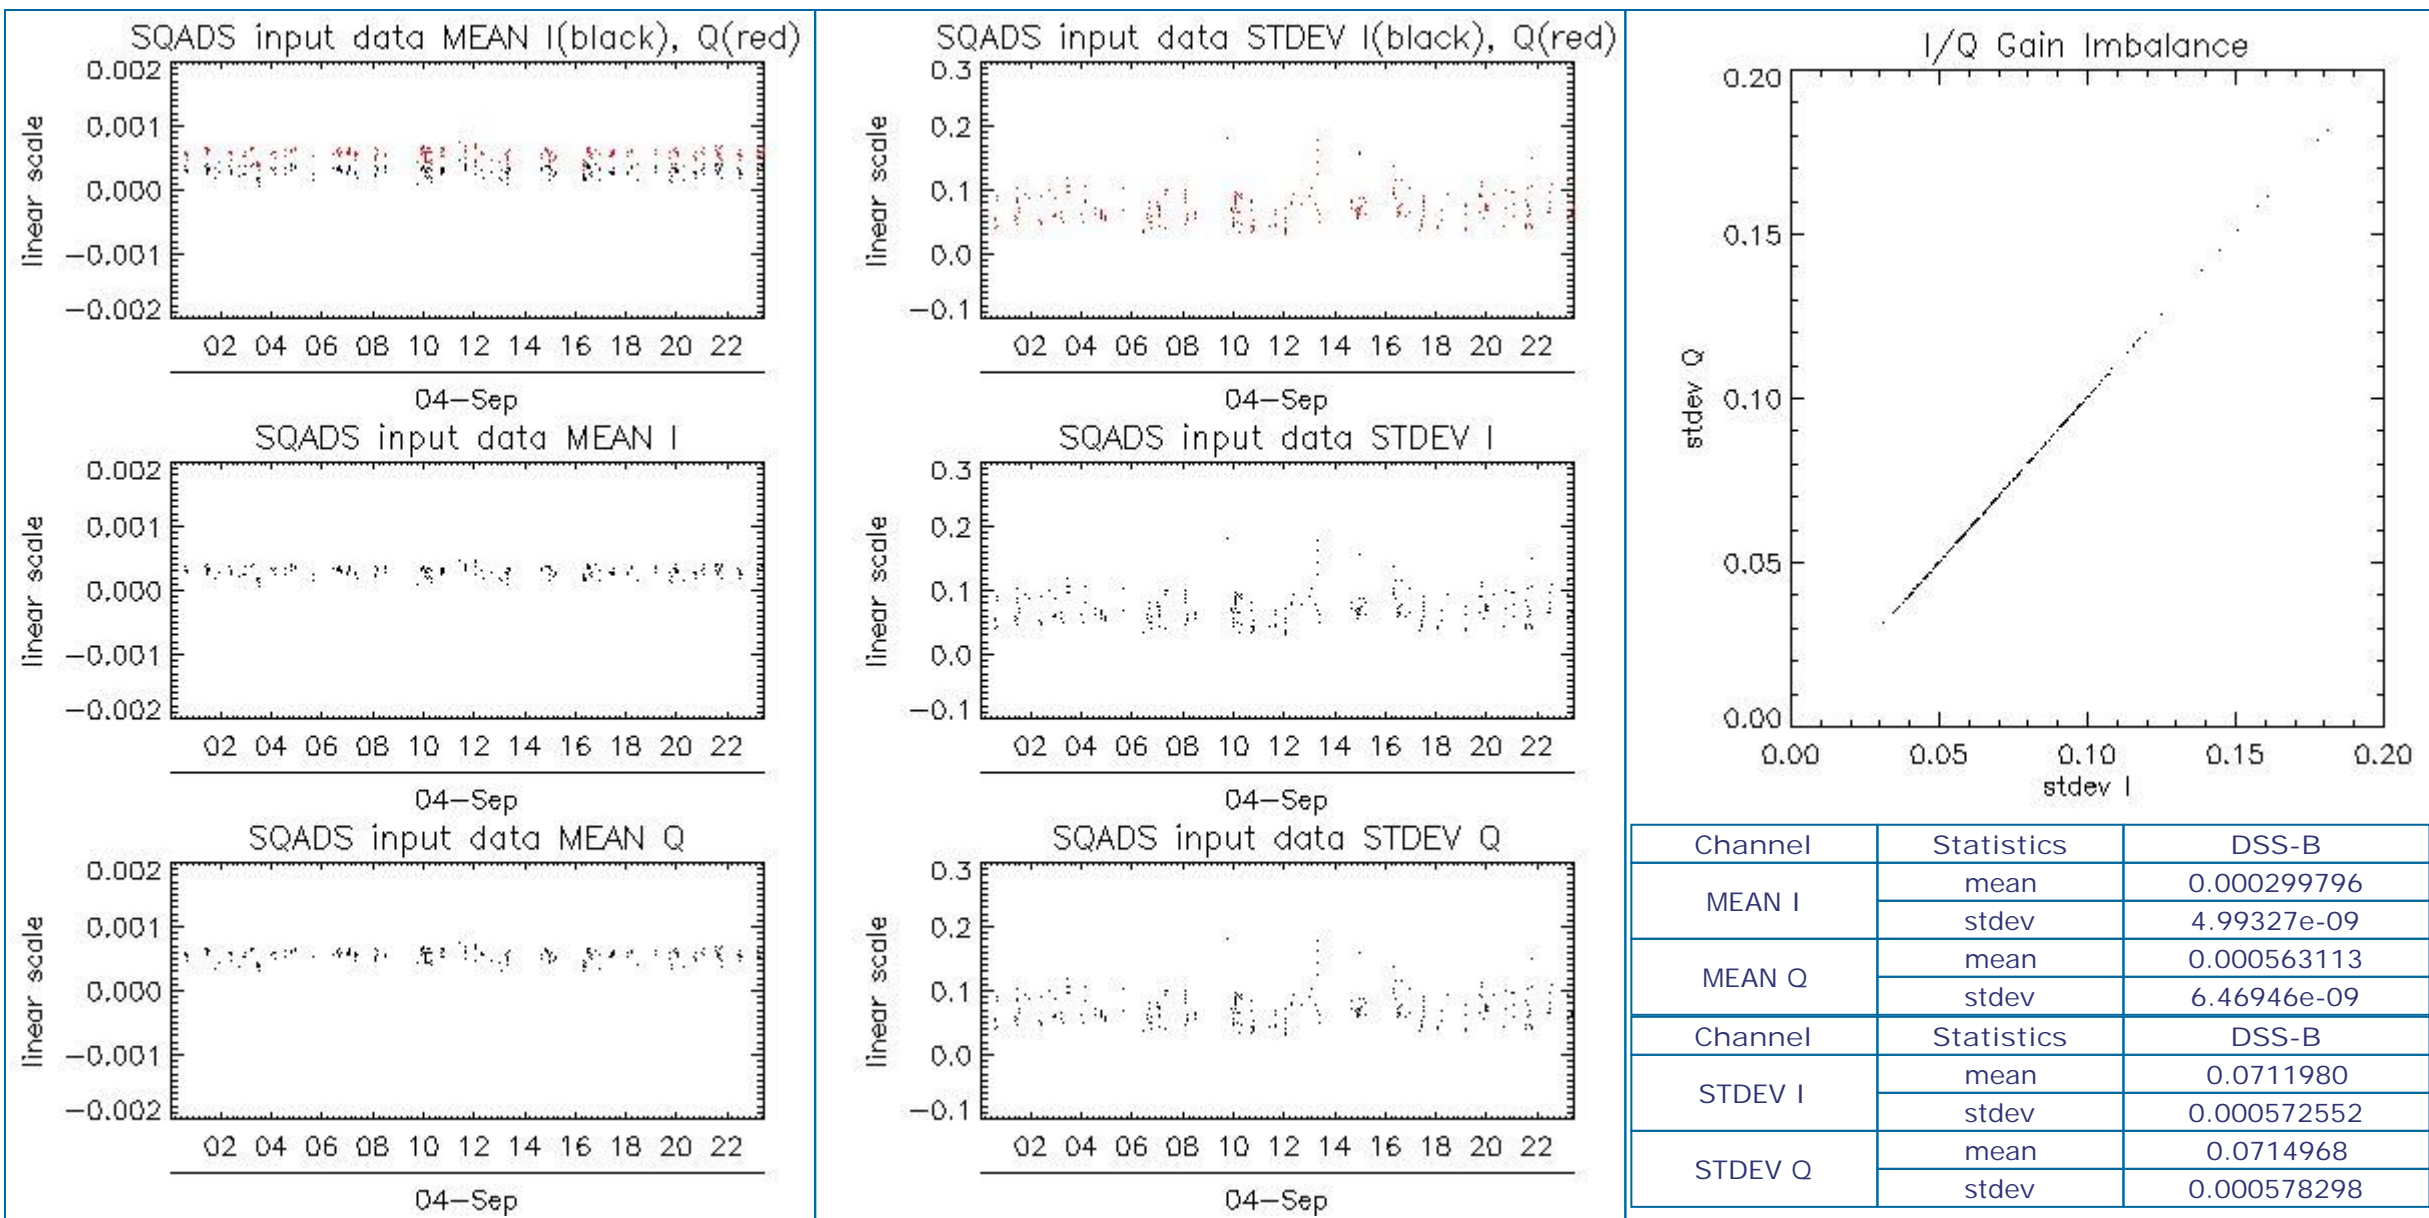 SQADS input data MEAN I(black), Q(red)
linear scale
0.002
0.001
0.000
−0.001
−0.002
02 04 06 08 10 12 14 16 18 20 22
04−Sep
SQADS input data MEAN I
linear scale
0.002
0.001
0.000
−0.001
−0.002
02 04 06 08 10 12 14 16 18 20 22
04−Sep
SQADS input data MEAN Q
linear scale
0.002
0.001
0.000
−0.001
−0.002
02 04 06 08 10 12 14 16 18 20 22
04−Sep
SQADS input data STDEV I(black), Q(red)
linear scale
0.3
0.2
0.1
0.0
−0.1
02 04 06 08 10 12 14 16 18 20 22
04−Sep
SQADS input data STDEV I
linear scale
0.3
0.2
0.1
0.0
−0.1
02 04 06 08 10 12 14 16 18 20 22
04−Sep
SQADS input data STDEV Q
linear scale
0.3
0.2
0.1
0.0
−0.1
02 04 06 08 10 12 14 16 18 20 22
04−Sep
I/Q Gain Imbalance
stdev Q
0.20
0.15
0.10
0.05
0.00
0.00 0.05 0.10 0.15 0.20
stdev I
Channel Statistics DSS-B
MEAN I mean 0.000299796
stdev 4.99327e-09
MEAN Q mean 0.000563113
stdev 6.46946e-09
Channel Statistics DSS-B
STDEV I mean 0.0711980
stdev 0.000572552
STDEV Q mean 0.0714968
stdev 0.000578298